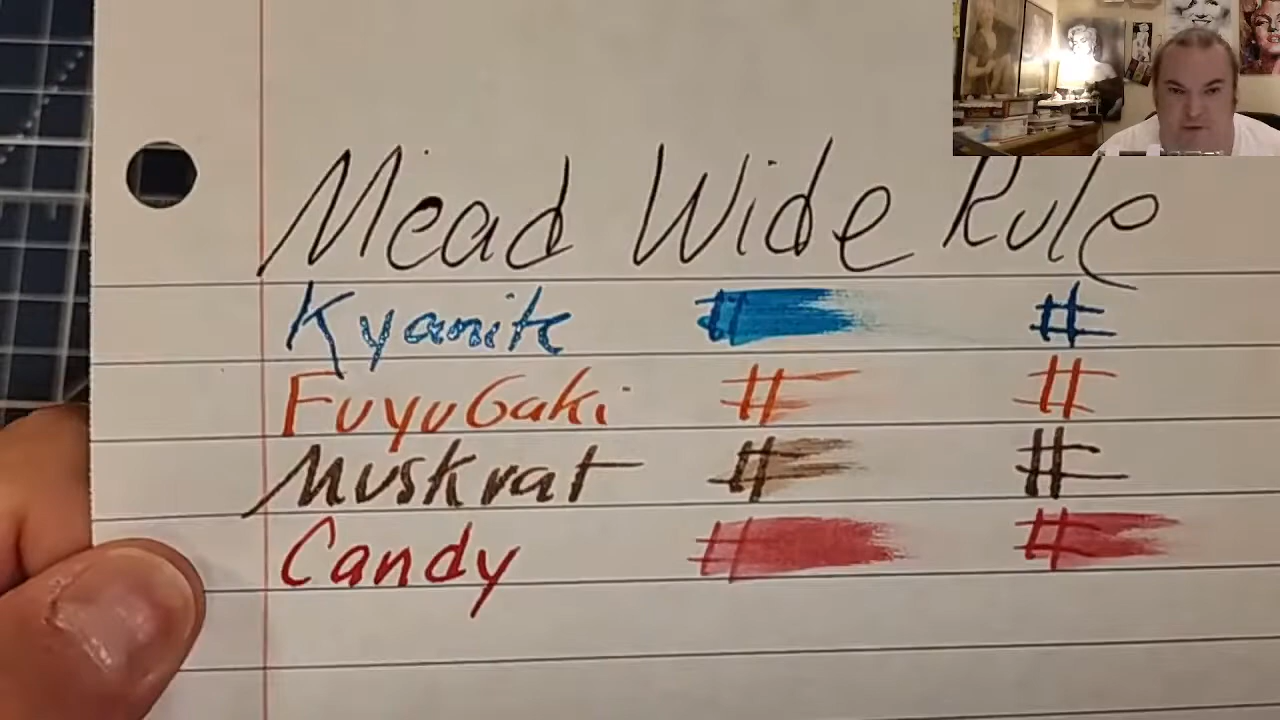 Mead Wide Rule
Kyanite # #
FuyuGaki # #
Muskrat # #
Candy # #